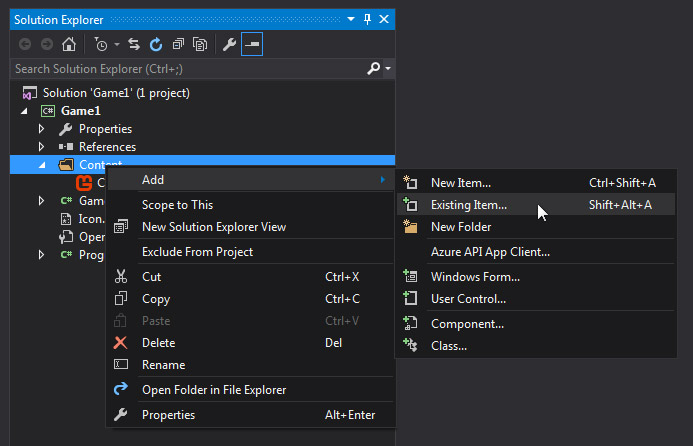 Solution Explorer
Search Solution Explorer (Ctrl+;)
Solution 'Game1' (1 project)
C# Game1
Properties
References
Content
Add
New Item... Ctrl+Shift+A
C
Existing Item... Shift+Alt+A
C# Gam
Scope to This
Icon.
New Solution Explorer View
New Folder
Open
Exclude From Project
Azure API App Client...
C# Prog
Cut Ctrl+X
Windows Form...
Copy Ctrl+C
User Control...
Paste Ctrl+V
Component...
Delete Del
Class...
Rename
Open Folder in File Explorer
Properties Alt+Enter